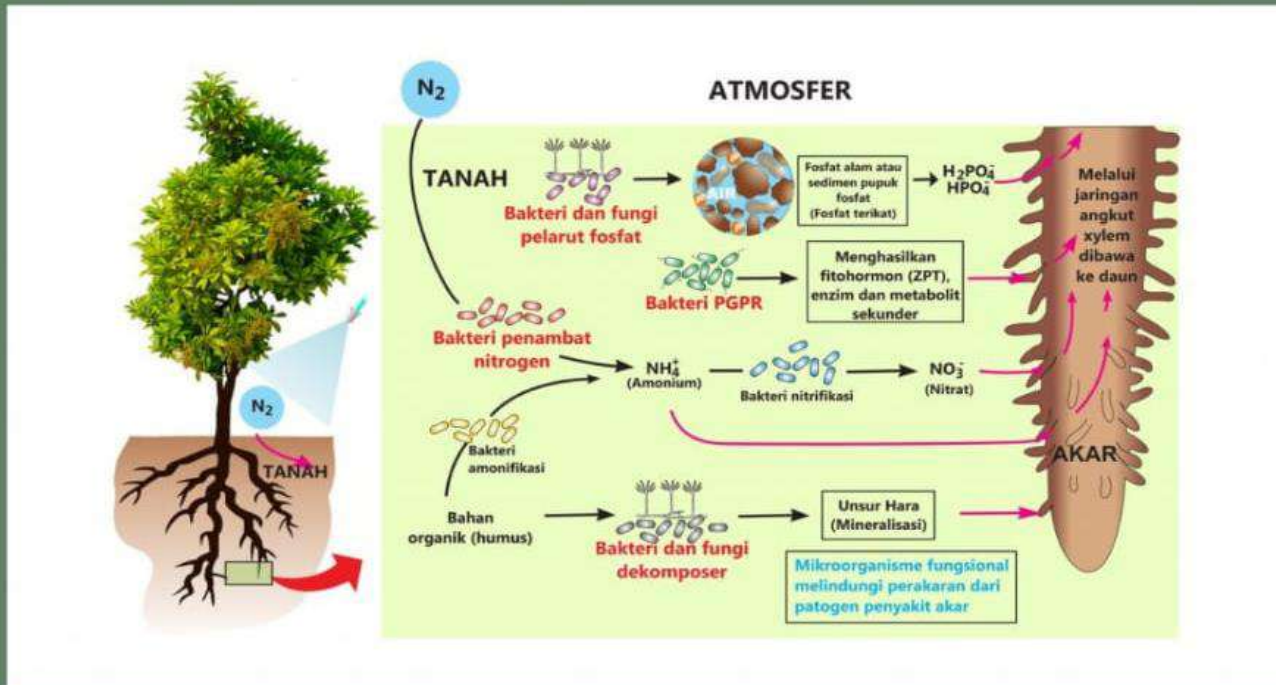 N₂
ATMOSFER
TANAH
Bakteri dan fungi
pelarut fosfat
AIR
Fosfat alam atau
sedimen pupuk
fosfat
(Fosfat terikat)
H₂PO₄⁻
HPO₄⁻
Melalui
jaringan
angkut
xylem
dibawa
ke daun
Bakteri PGPR
Menghasilkan
fitohormon (ZPT),
enzim dan metabolit
sekunder
Bakteri penambat
nitrogen
NH₄⁺
(Amonium)
Bakteri nitrifikasi
NO₃⁻
(Nitrat)
N₂
TANAH
Bakteri
amonifikasi
AKAR
Bahan
organik (humus)
Bakteri dan fungi
dekomposer
Unsur Hara
(Mineralisasi)
Mikroorganisme fungsional
melindungi perakaran dari
patogen penyakit akar